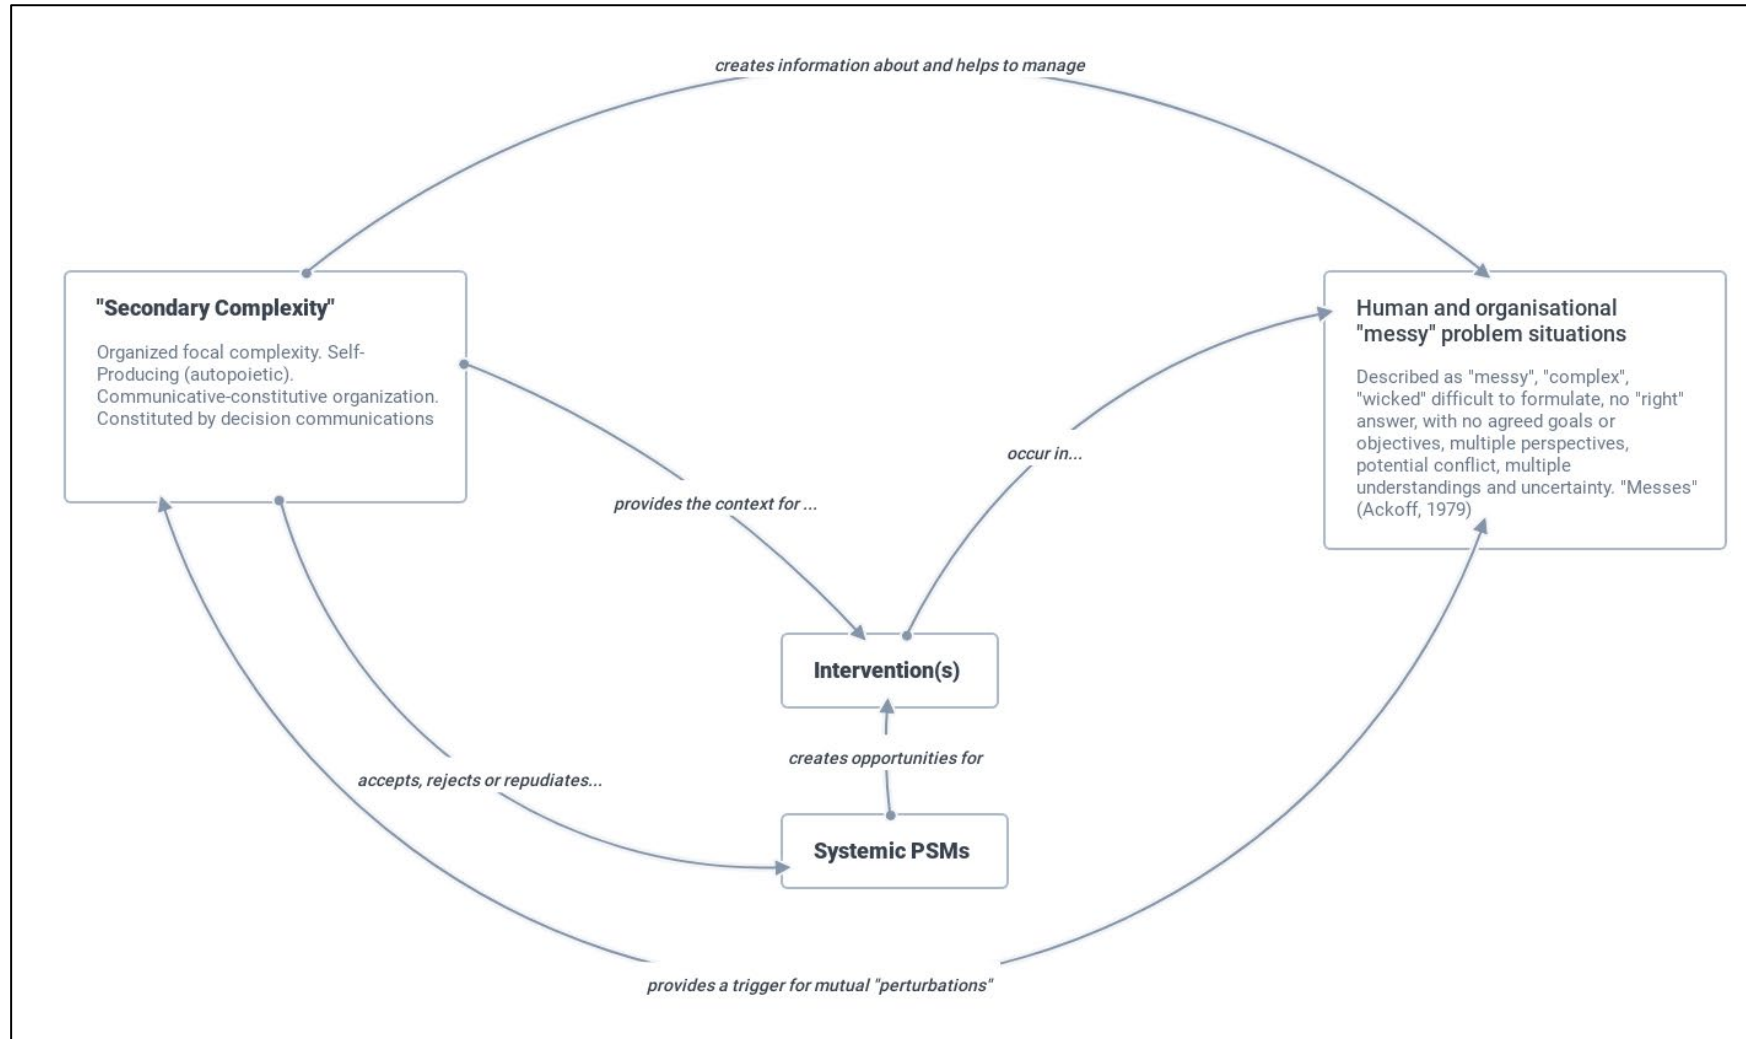 creates information about and helps to manage
"Secondary Complexity"
Organized focal complexity. Self-
Producing (autopoietic).
Communicative-constitutive organization.
Constituted by decision communications
Human and organisational
"messy" problem situations
Described as "messy", "complex",
"wicked" difficult to formulate, no "right"
answer, with no agreed goals or
objectives, multiple perspectives,
potential conflict, multiple
understandings and uncertainty. "Messes"
(Ackoff, 1979)
occur in...
provides the context for ...
Intervention(s)
creates opportunities for
accepts, rejects or repudiates...
Systemic PSMs
provides a trigger for mutual "perturbations"